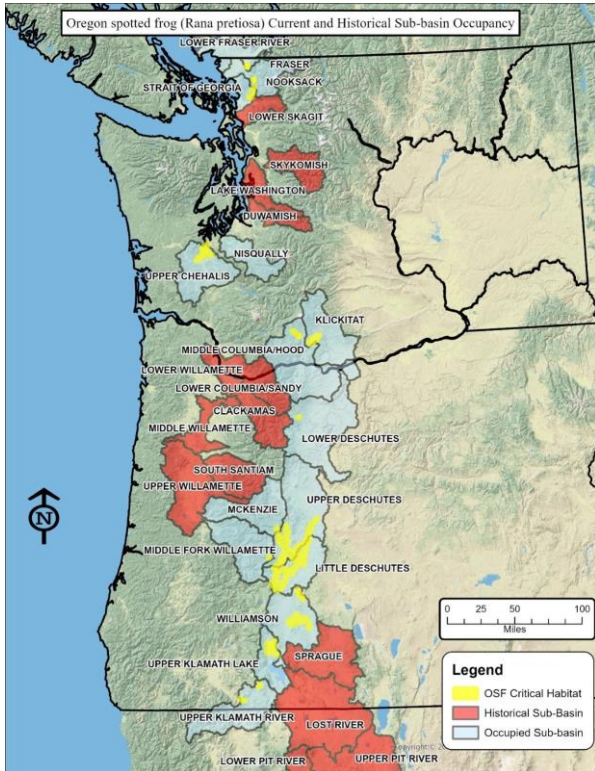 Oregon spotted frog (Rana pretiosa) Current and Historical Sub-basin Occupancy
LOWER FRASER RIVER
FRASER
NOOKSACK
STRAIT OF GEORGIA
LOWER SKAGIT
SKYKOMISH
LAKE WASHINGTON
DUWAMISH
NISQUALLY
UPPER CHEHALIS
KLICKITAT
MIDDLE COLUMBIA/HOOD
LOWER WILLAMETTE
LOWER COLUMBIA/SANDY
CLACKAMAS
MIDDLE WILLAMETTE
LOWER DESCHUTES
SOUTH SANTIAM
UPPER WILLAMETTE
UPPER DESCHUTES
MCKENZIE
N
MIDDLE FORK WILLAMETTE
LITTLE DESCHUTES
WILLIAMSON
0 25 50 100
Miles
SPRAGUE
UPPER KLAMATH LAKE
Legend
OSF Critical Habitat
Historical Sub-Basin
Occupied Sub-basin
UPPER KLAMATH RIVER
LOST RIVER
LOWER PIT RIVER
UPPER PIT RIVER
Copyright:©